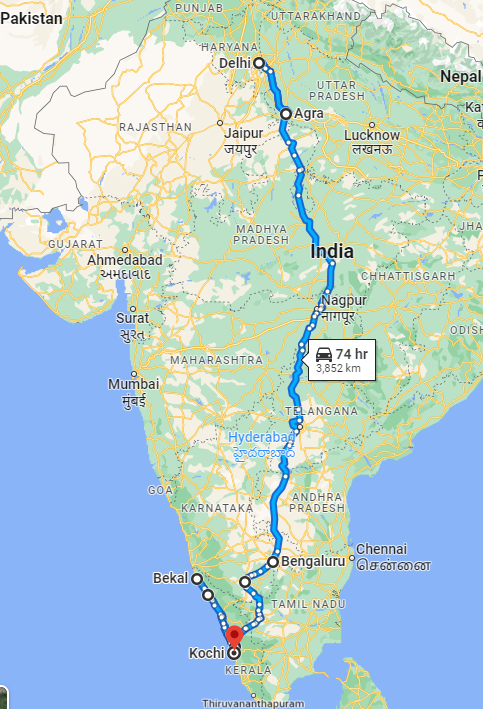 Pakistan
PUNJAB
UTTARAKHAND
HARYANA
Delhi
Nepal
UTTAR
PRADESH
Agra
RAJASTHAN
Jaipur
जयपुर
Lucknow
लखनऊ
MADHYA
PRADESH
India
GUJARAT
Ahmedabad
અમદાવાદ
CHHATTISGARH
Nagpur
नागपूर
Surat
સુરત
74 hr
3,852 km
MAHARASHTRA
Mumbai
मुंबई
TELANGANA
Hyderabad
హైదరాబాద్
GOA
ANDHRA
PRADESH
KARNATAKA
Chennai
சென்னை
Bengaluru
Bekal
TAMIL NADU
Kochi
KERALA
Thiruvananthapuram